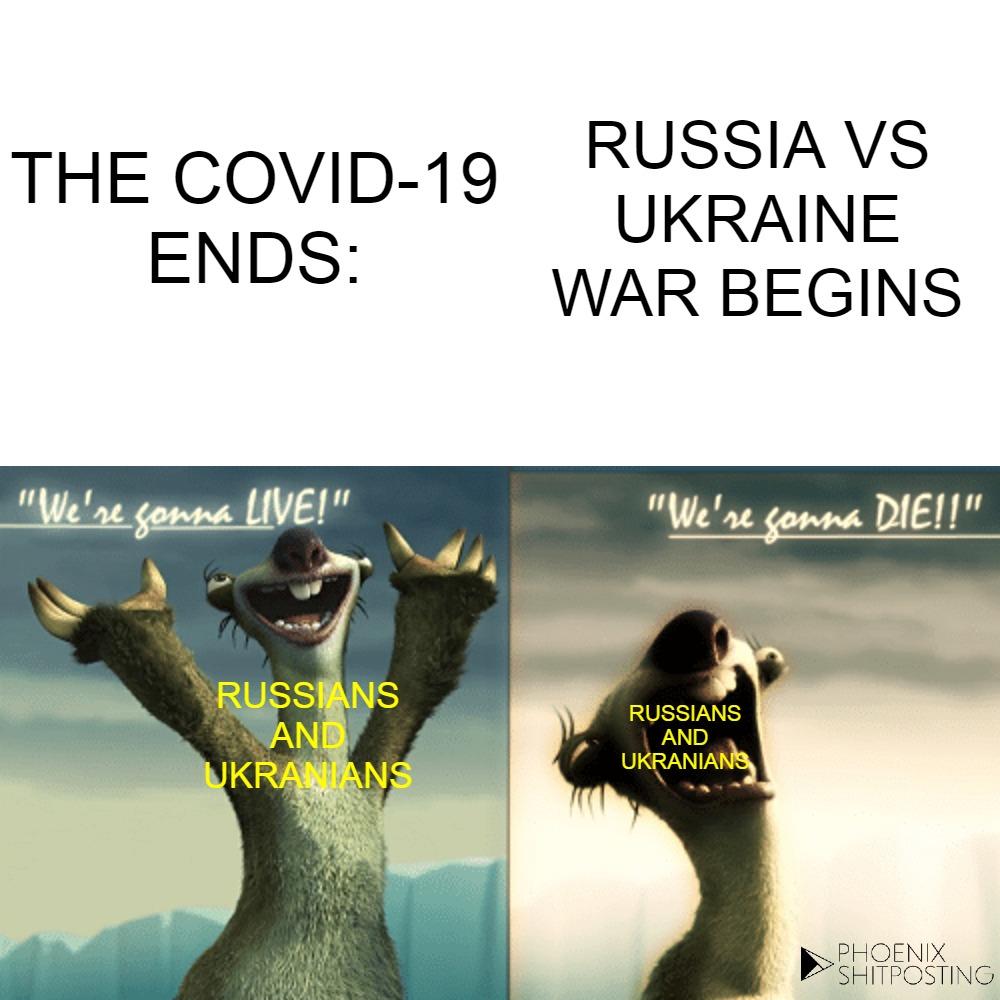 THE COVID-19
ENDS:
RUSSIA VS
UKRAINE
WAR BEGINS
"We're gonna LIVE!"
RUSSIANS
AND
UKRANIANS
"We're gonna DIE!!"
RUSSIANS
AND
UKRANIANS
PHOENIX
SHITPOSTING